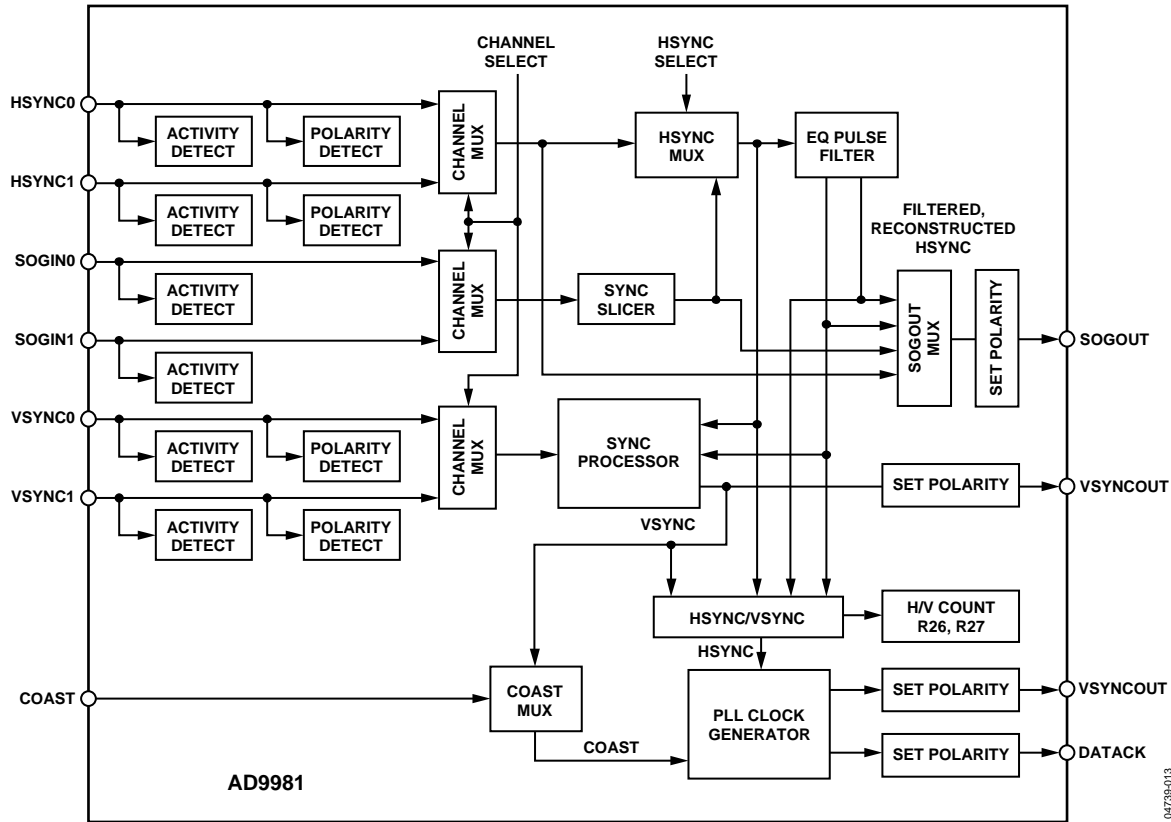 CHANNEL
SELECT
HSYNC
SELECT
HSYNC0
ACTIVITY
DETECT
POLARITY
DETECT
CHANNEL
MUX
HSYNC
MUX
EQ PULSE
FILTER
HSYNC1
ACTIVITY
DETECT
POLARITY
DETECT
FILTERED,
RECONSTRUCTED
HSYNC
SOGIN0
ACTIVITY
DETECT
CHANNEL
MUX
SYNC
SLICER
SOGOUT
MUX
SET POLARITY
SOGOUT
SOGIN1
ACTIVITY
DETECT
VSYNC0
ACTIVITY
DETECT
POLARITY
DETECT
CHANNEL
MUX
SYNC
PROCESSOR
SET POLARITY
VSYNCOUT
VSYNC1
ACTIVITY
DETECT
POLARITY
DETECT
VSYNC
HSYNC/VSYNC
H/V COUNT
R26, R27
HSYNC
COAST
COAST
MUX
COAST
PLL CLOCK
GENERATOR
SET POLARITY
VSYNCOUT
SET POLARITY
DATACK
AD9981
04739-013